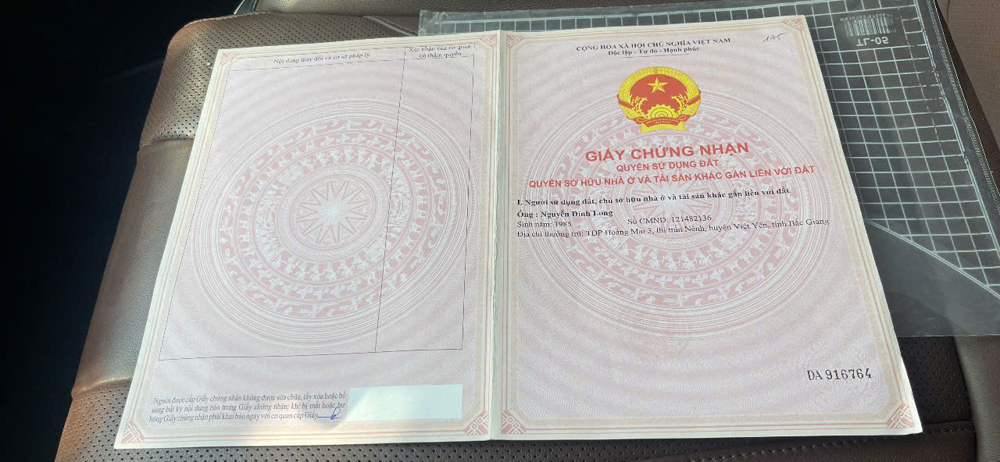 Nội dung thay đổi và cơ sở pháp lý
Xác nhận của cơ quan
có thẩm quyền
Người được cấp Giấy chứng nhận không được sửa chữa, tẩy xóa hoặc bổ
sung bất kỳ nội dung nào trong Giấy chứng nhận; khi bị mất hoặc hư
hỏng Giấy chứng nhận phải khai báo ngay với cơ quan cấp Giấy.
175
CỘNG HÒA XÃ HỘI CHỦ NGHĨA VIỆT NAM
Độc lập - Tự do - Hạnh phúc
VIỆT NAM
GIẤY CHỨNG NHẬN
QUYỀN SỬ DỤNG ĐẤT
QUYỀN SỞ HỮU NHÀ Ở VÀ TÀI SẢN KHÁC GẮN LIỀN VỚI ĐẤT
I. Người sử dụng đất, chủ sở hữu nhà ở và tài sản khác gắn liền với đất
Ông : Nguyễn Đình Long
Sinh năm: 1985 Số CMND: 121482136
Địa chỉ thường trú: TDP Hoàng Mai 3, thị trấn Nếnh, huyện Việt Yên, tỉnh Bắc Giang
DA 916764
TL-05